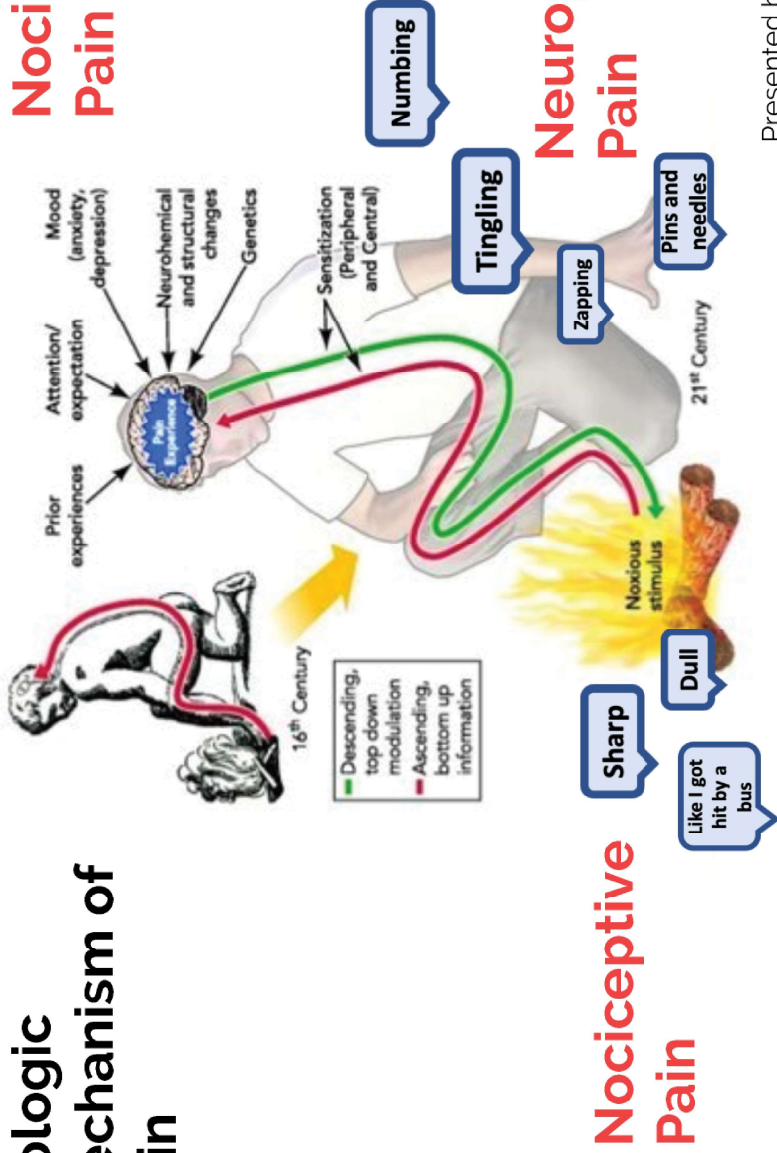 ologic
echanism of
in
Noci
Pain
Prior
experiences
Attention/
expectation
Mood
(anxiety,
depression)
Neurohemical
and structural
changes
Genetics
Pain
Experience
Sensitization
(Peripheral
and Central)
16th Century
Descending,
top down
modulation
Ascending,
bottom up
information
Numbing
Tingling
Zapping
Pins and
needles
Neuro
Pain
Noxious
stimulus
21st Century
Sharp
Dull
Like I got
hit by a
bus
Nociceptive
Pain
Presented b